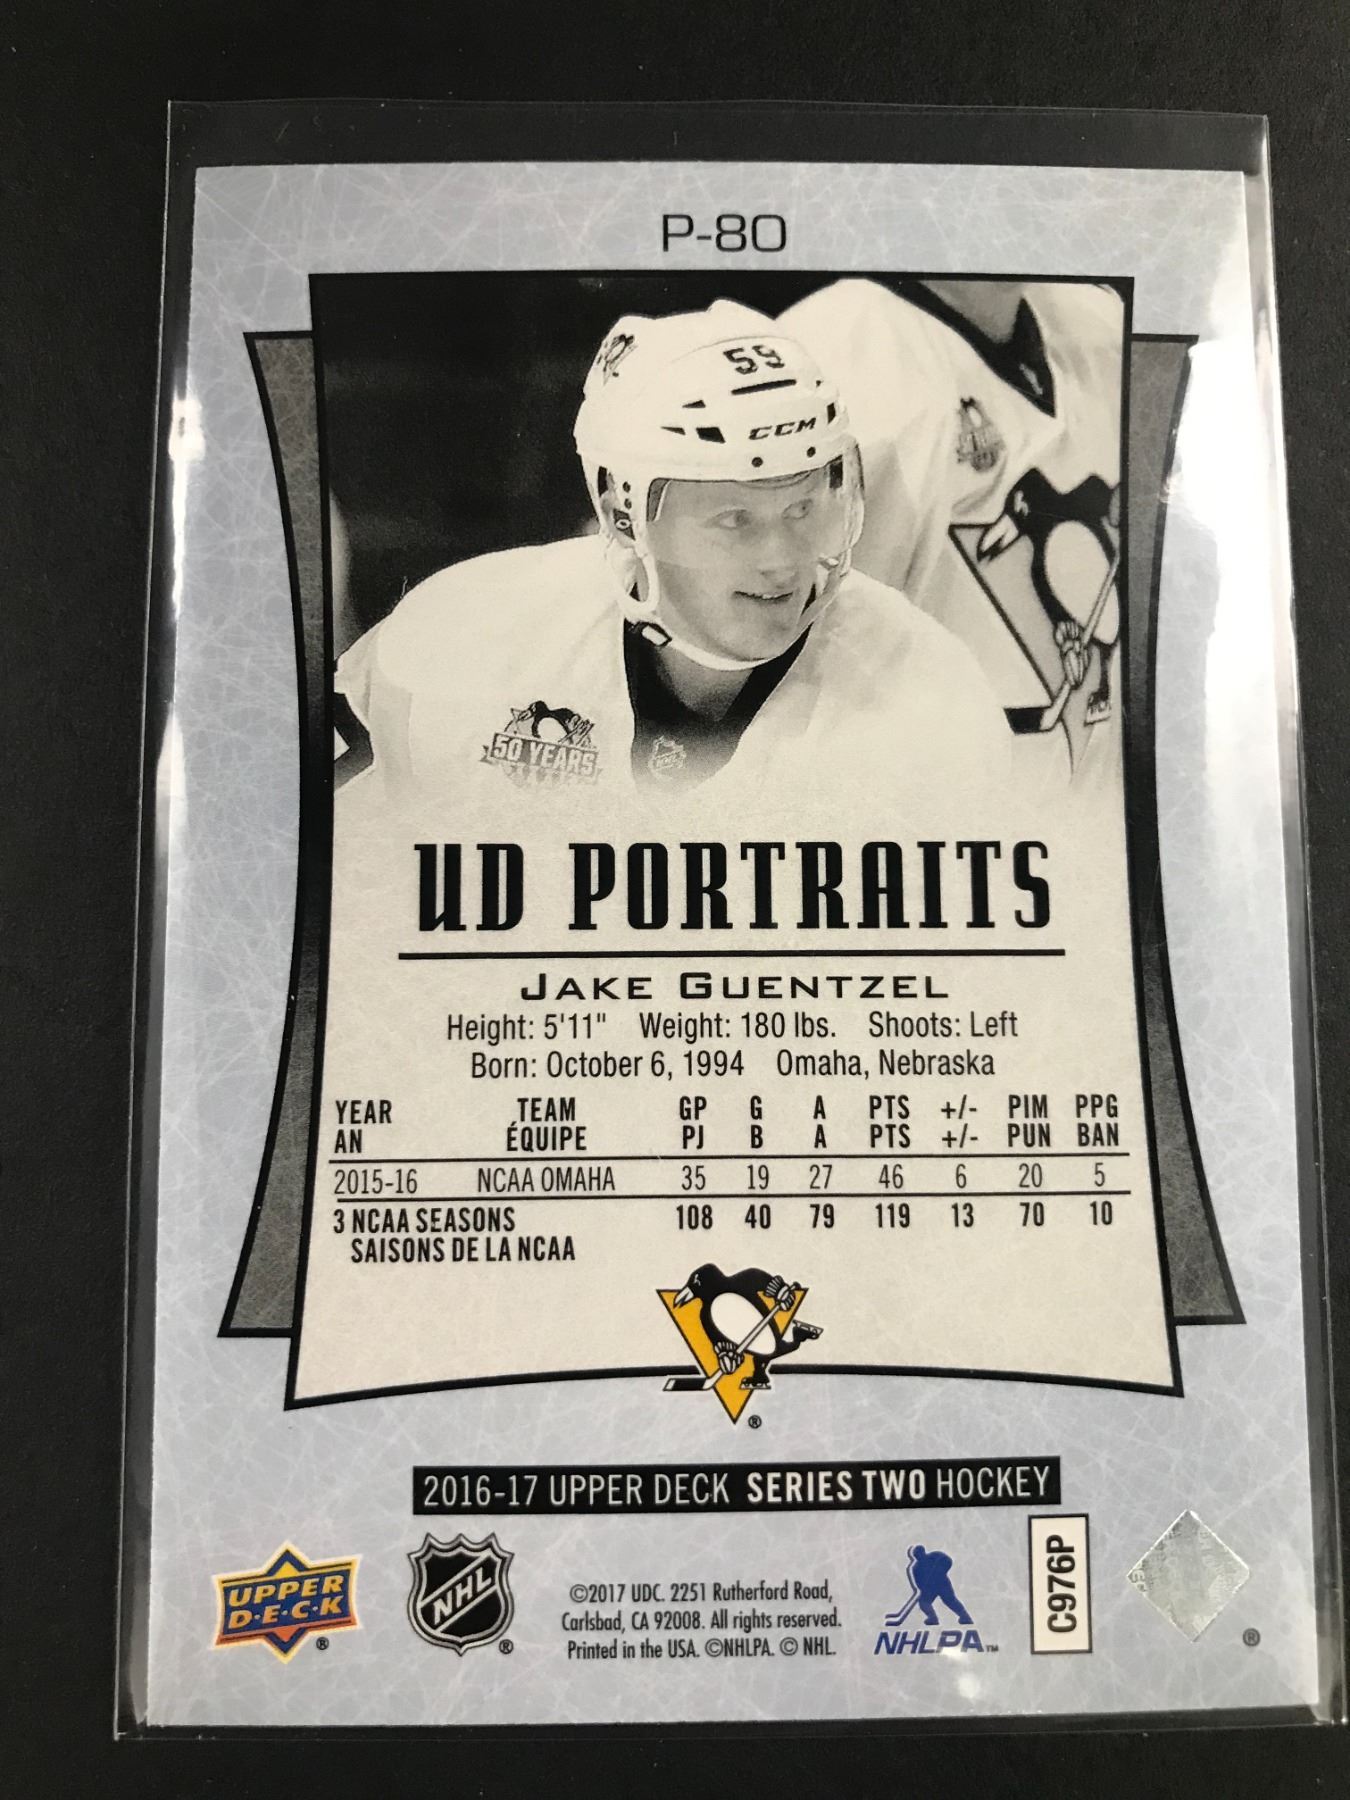 P-80
59
CCM
50 YEARS
UD PORTRAITS
JAKE GUENTZEL
Height: 5'11" Weight: 180 lbs. Shoots: Left
Born: October 6, 1994 Omaha, Nebraska
YEAR TEAM GP G A PTS +/- PIM PPG
AN ÉQUIPE PJ B A PTS +/- PUN BAN
2015-16 NCAA OMAHA 35 19 27 46 6 20 5
3 NCAA SEASONS 108 40 79 119 13 70 10
SAISONS DE LA NCAA
®
2016-17 UPPER DECK SERIES TWO HOCKEY
UPPER
D·E·C·K
®
NHL
®
©2017 UDC. 2251 Rutherford Road,
Carlsbad, CA 92008. All rights reserved.
Printed in the USA. ©NHLPA. © NHL.
NHLPA™
C976P
®